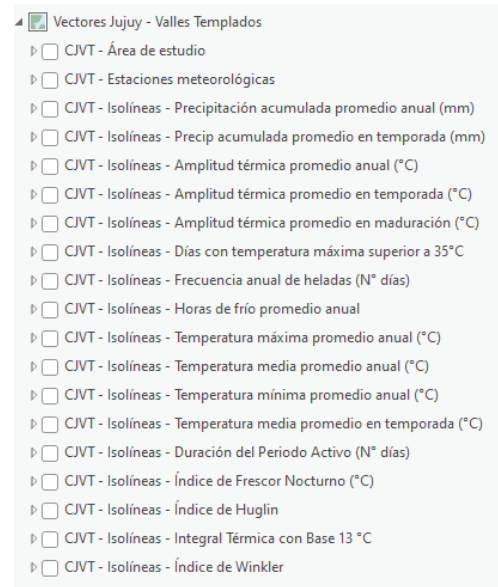 Vectores Jujuy - Valles Templados
CJVT - Área de estudio
CJVT - Estaciones meteorológicas
CJVT - Isolíneas - Precipitación acumulada promedio anual (mm)
CJVT - Isolíneas - Precip acumulada promedio en temporada (mm)
CJVT - Isolíneas - Amplitud térmica promedio anual (°C)
CJVT - Isolíneas - Amplitud térmica promedio en temporada (°C)
CJVT - Isolíneas - Amplitud térmica promedio en maduración (°C)
CJVT - Isolíneas - Días con temperatura máxima superior a 35°C
CJVT - Isolíneas - Frecuencia anual de heladas (N° días)
CJVT - Isolíneas - Horas de frío promedio anual
CJVT - Isolíneas - Temperatura máxima promedio anual (°C)
CJVT - Isolíneas - Temperatura media promedio anual (°C)
CJVT - Isolíneas - Temperatura mínima promedio anual (°C)
CJVT - Isolíneas - Temperatura media promedio en temporada (°C)
CJVT - Isolíneas - Duración del Periodo Activo (N° días)
CJVT - Isolíneas - Índice de Frescor Nocturno (°C)
CJVT - Isolíneas - Índice de Huglin
CJVT - Isolíneas - Integral Térmica con Base 13 °C
CJVT - Isolíneas - Índice de Winkler